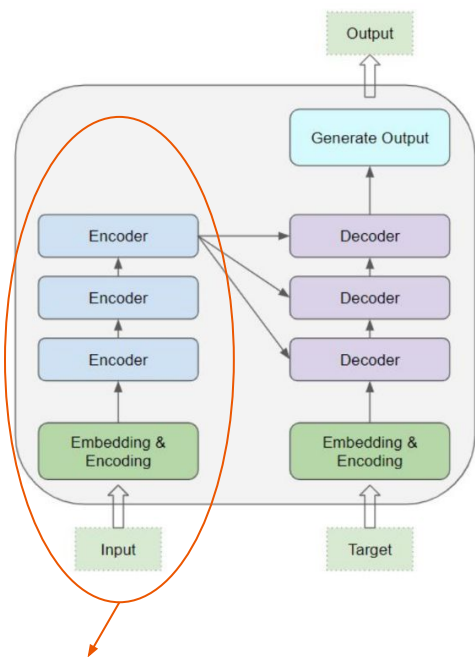 Output
Generate Output
Encoder
Decoder
Encoder
Decoder
Encoder
Decoder
Embedding &
Encoding
Embedding &
Encoding
Input
Target